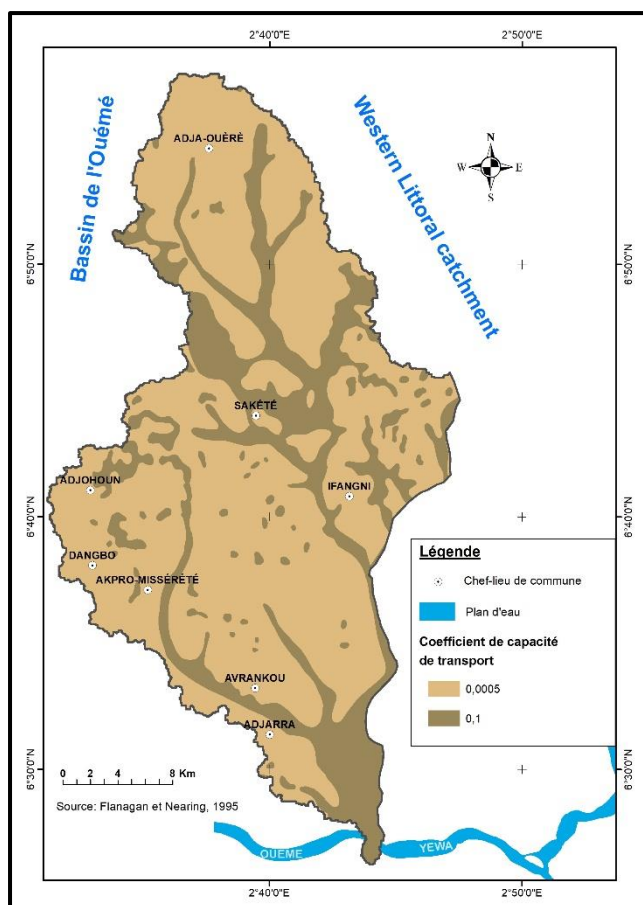 2°40'0"E
2°50'0"E
Bassin de l'Ouémé
Western Littoral catchment
N
W
E
S
ADJA-OUÈRÈ
6°50'0"N
6°50'0"N
SAKÉTÉ
ADJOHOUN
IFANGNI
6°40'0"N
6°40'0"N
DANGBO
AKPRO-MISSÉRÉTÉ
AVRANKOU
ADJARRA
Légende
Chef-lieu de commune
Plan d'eau
Coefficient de capacité
de transport
0,0005
0,1
6°30'0"N
6°30'0"N
0 2 4 8 Km
Source: Flanagan et Nearing, 1995
OUEME
YEWA
2°40'0"E
2°50'0"E